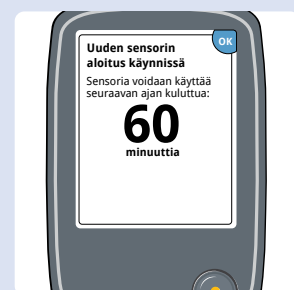 OK
Uuden sensorin
aloitus käynnissä
Sensoria voidaan käyttää
seuraavan ajan kuluttua:
60
minuuttia